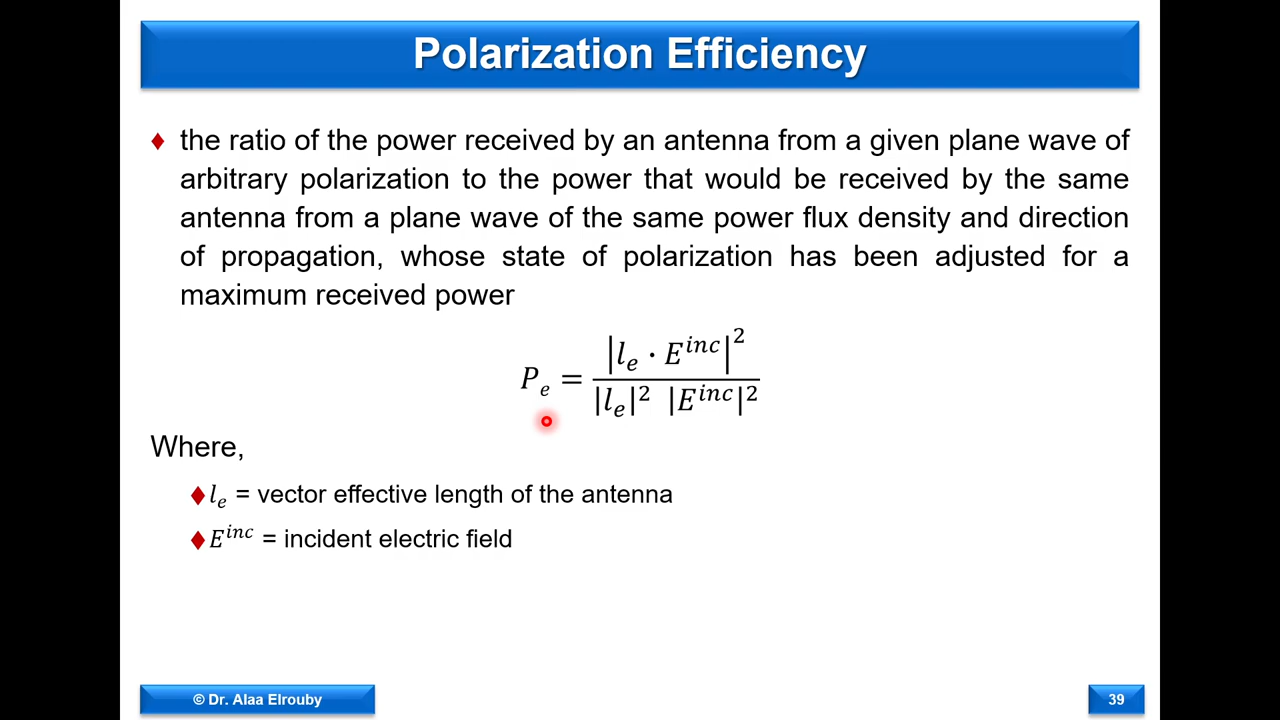 Polarization Efficiency
♦ the ratio of the power received by an antenna from a given plane wave of
arbitrary polarization to the power that would be received by the same
antenna from a plane wave of the same power flux density and direction
of propagation, whose state of polarization has been adjusted for a
maximum received power
P_e = |l_e · E^{inc}|^2 / |l_e|^2 |E^{inc}|^2
Where,
♦ l_e = vector effective length of the antenna
♦ E^{inc} = incident electric field
© Dr. Alaa Elrouby
39